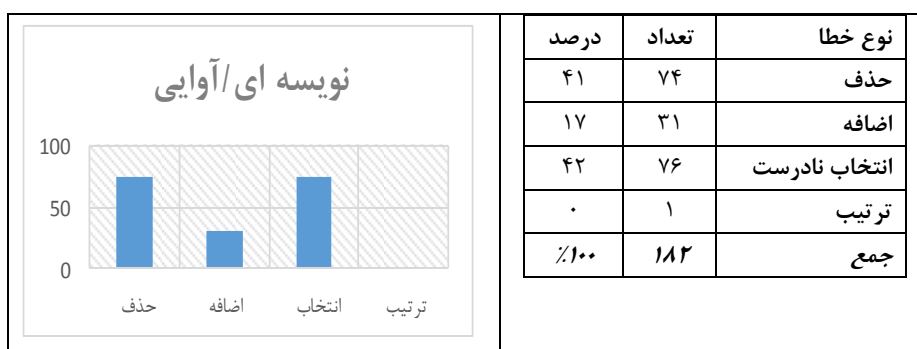 نوع خطا	تعداد	درصد
حذف	۷۴	۴۱
اضافه	۳۱	۱۷
انتخاب نادرست	۷۶	۴۲
ترتیب	۱	۰
جمع	۱۸۲	٪۱۰۰
نویسه ای/آوایی
100
50
0
حذف	اضافه	انتخاب	ترتیب